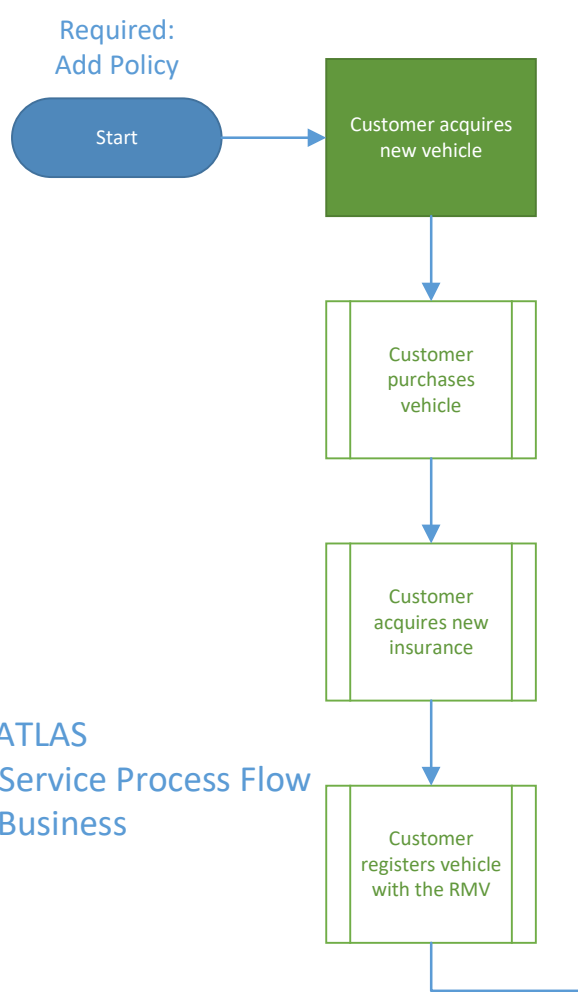 Required:
Add Policy
Start
Customer acquires
new vehicle
Customer
purchases
vehicle
Customer
acquires new
insurance
ATLAS
Service Process Flow
Business
Customer
registers vehicle
with the RMV